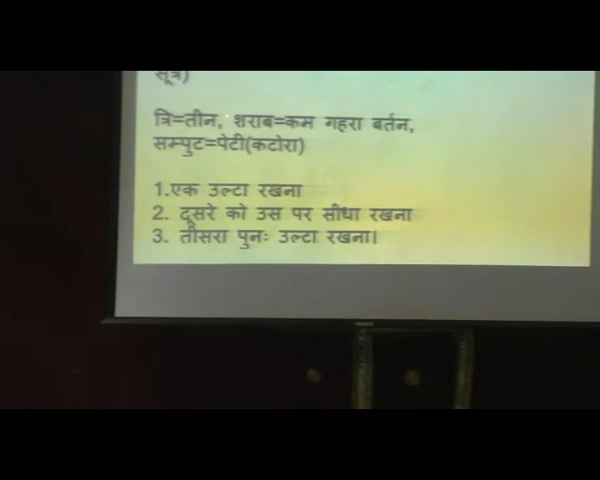 सूत्र)
त्रि=तीन, शराब=कम गहरा बर्तन,
सम्पुट=पेटी(कटोरा)
1.एक उल्टा रखना
2. दूसरे को उस पर सीधा रखना
3. तीसरा पुनः उल्टा रखना।